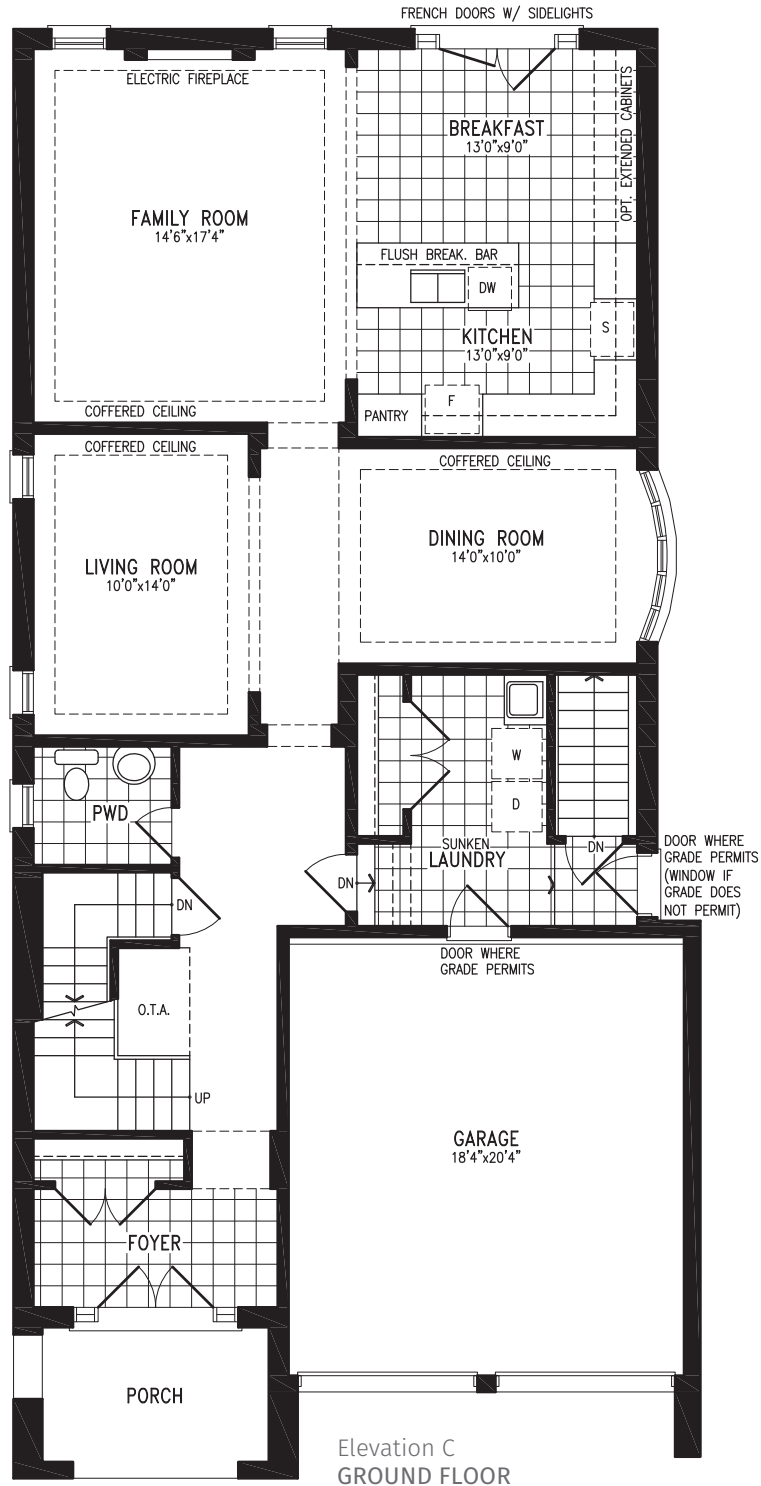 FRENCH DOORS W/ SIDELIGHTS
ELECTRIC FIREPLACE
OPT. EXTENDED CABINETS
BREAKFAST
13'0"x9'0"
FAMILY ROOM
14'6"x17'4"
FLUSH BREAK. BAR
DW
S
KITCHEN
13'0"x9'0"
F
PANTRY
COFFERED CEILING
COFFERED CEILING
COFFERED CEILING
DINING ROOM
14'0"x10'0"
LIVING ROOM
10'0"x14'0"
W
D
PWD
SUNKEN
LAUNDRY
DN
DN
DN
DOOR WHERE
GRADE PERMITS
(WINDOW IF
GRADE DOES
NOT PERMIT)
DOOR WHERE
GRADE PERMITS
O.T.A.
UP
GARAGE
18'4"x20'4"
FOYER
PORCH
Elevation C
GROUND FLOOR